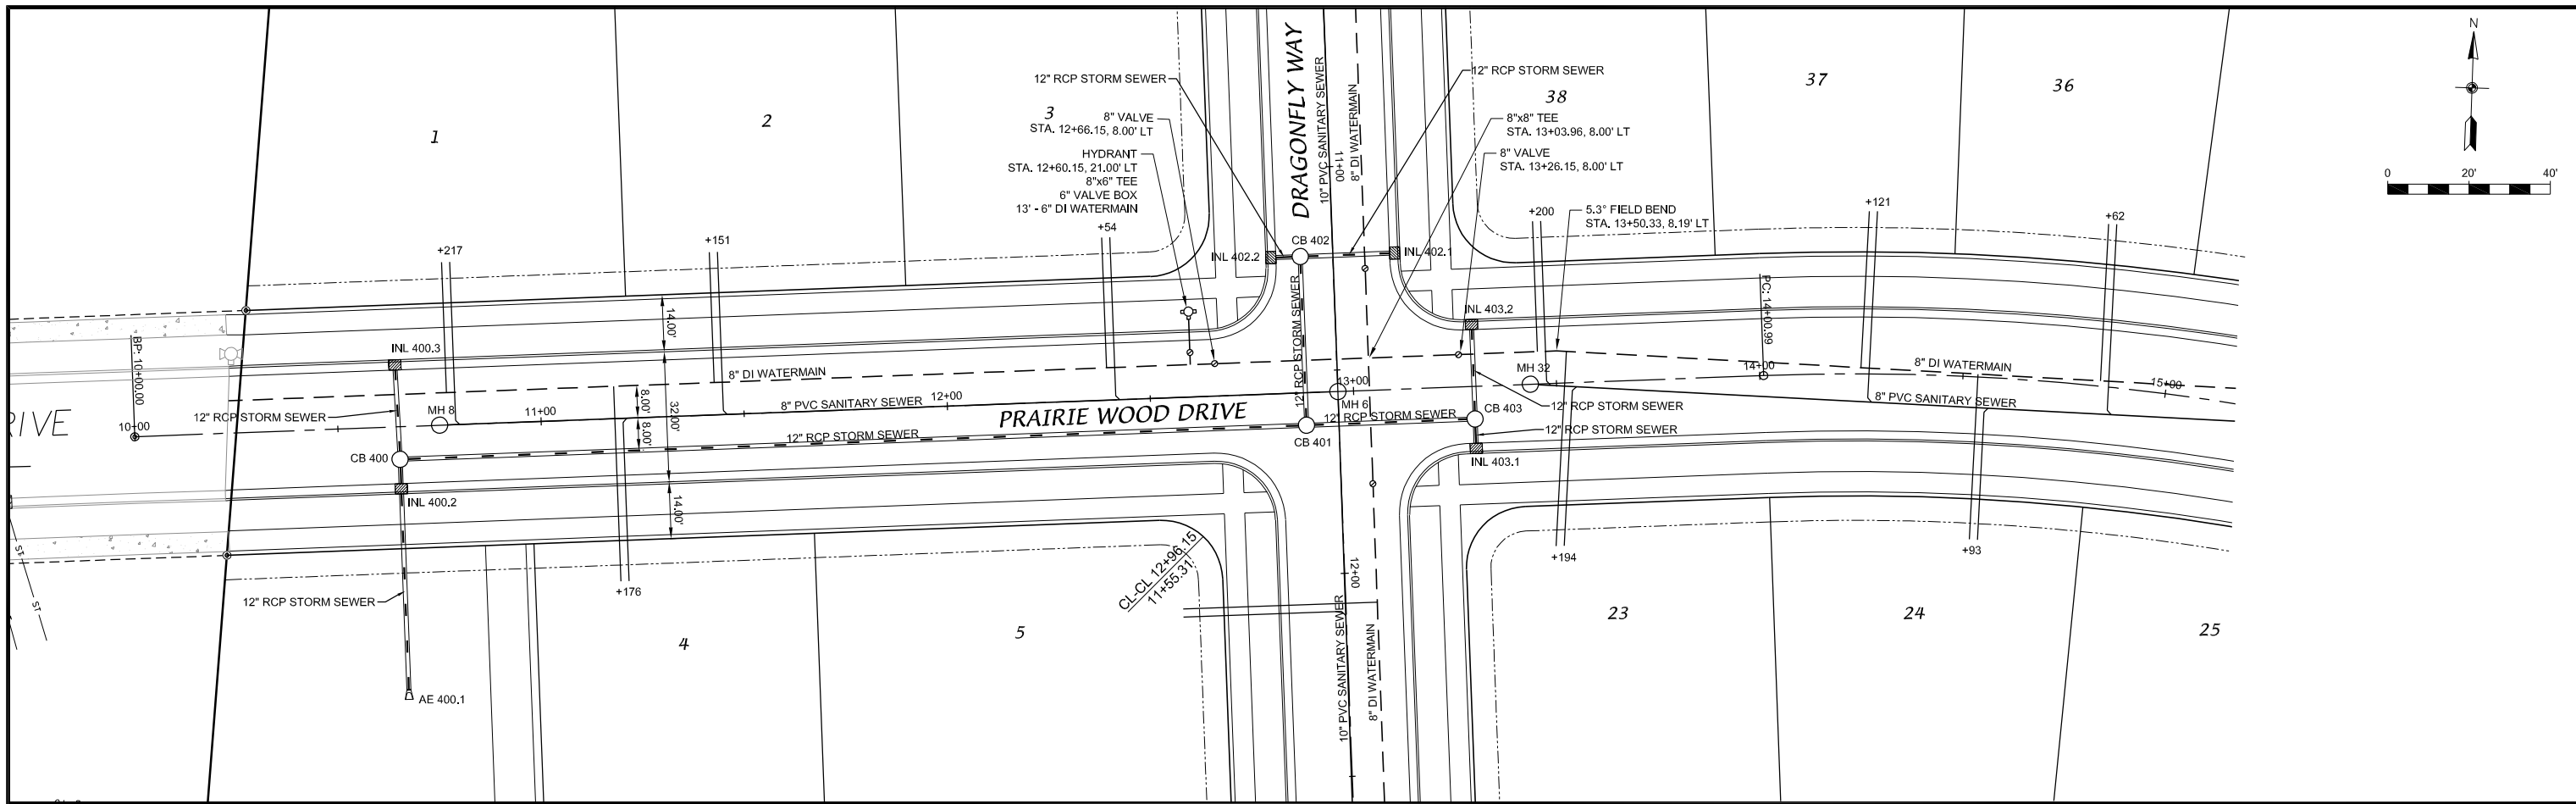 N
0 20' 40'
DRAGONFLY WAY
10" PVC SANITARY SEWER
11+00
8" DI WATERMAIN
12" RCP STORM SEWER
12" RCP STORM SEWER
1
2
3
38
37
36
8" VALVE
STA. 12+66.15, 8.00' LT
HYDRANT
STA. 12+60.15, 21.00' LT
8"x6" TEE
6" VALVE BOX
13' - 6" DI WATERMAIN
8"x8" TEE
STA. 13+03.96, 8.00' LT
8" VALVE
STA. 13+26.15, 8.00' LT
5.3° FIELD BEND
STA. 13+50.33, 8.19' LT
+217
+151
+54
+200
+121
+62
CB 402
INL 402.2
INL 402.1
12" RCP STORM SEWER
BP: 10+00.00
PC: 14+00.99
INL 400.3
INL 403.2
14.00'
32.00'
8.00'
8.00'
14.00'
8" DI WATERMAIN
8" DI WATERMAIN
MH 32
14+00
15+00
13+00
MH 6
8" PVC SANITARY SEWER
12+00
8" PVC SANITARY SEWER
12" RCP STORM SEWER
MH 8
11+00
10+00
RIVE
PRAIRIE WOOD DRIVE
12" RCP STORM SEWER
12" RCP STORM SEWER
CB 403
12" RCP STORM SEWER
12" RCP STORM SEWER
CB 401
CB 400
INL 403.1
INL 400.2
ST
CL-CL 12+96.15
11+55.31
12+00
10" PVC SANITARY SEWER
8" DI WATERMAIN
+176
+194
+93
12" RCP STORM SEWER
AE 400.1
4
5
23
24
25